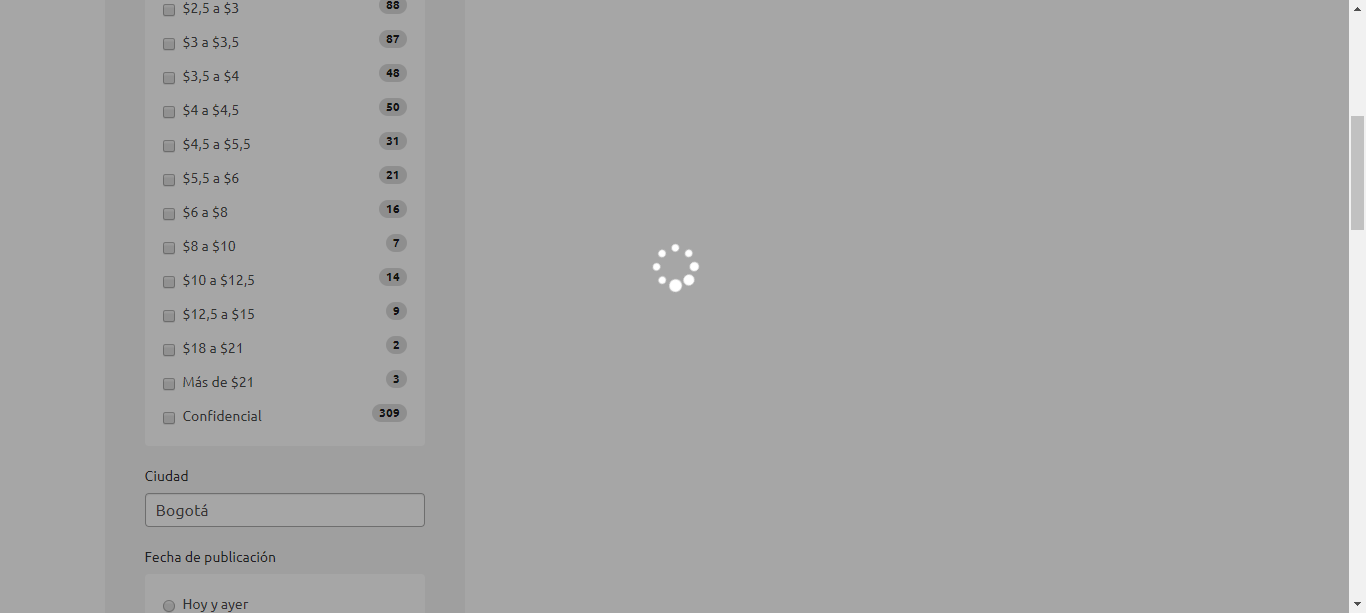 $2,5 a $3 88
$3 a $3,5 87
$3,5 a $4 48
$4 a $4,5 50
$4,5 a $5,5 31
$5,5 a $6 21
$6 a $8 16
$8 a $10 7
$10 a $12,5 14
$12,5 a $15 9
$18 a $21 2
Más de $21 3
Confidencial 309
Ciudad
Bogotá
Fecha de publicación
Hoy y ayer